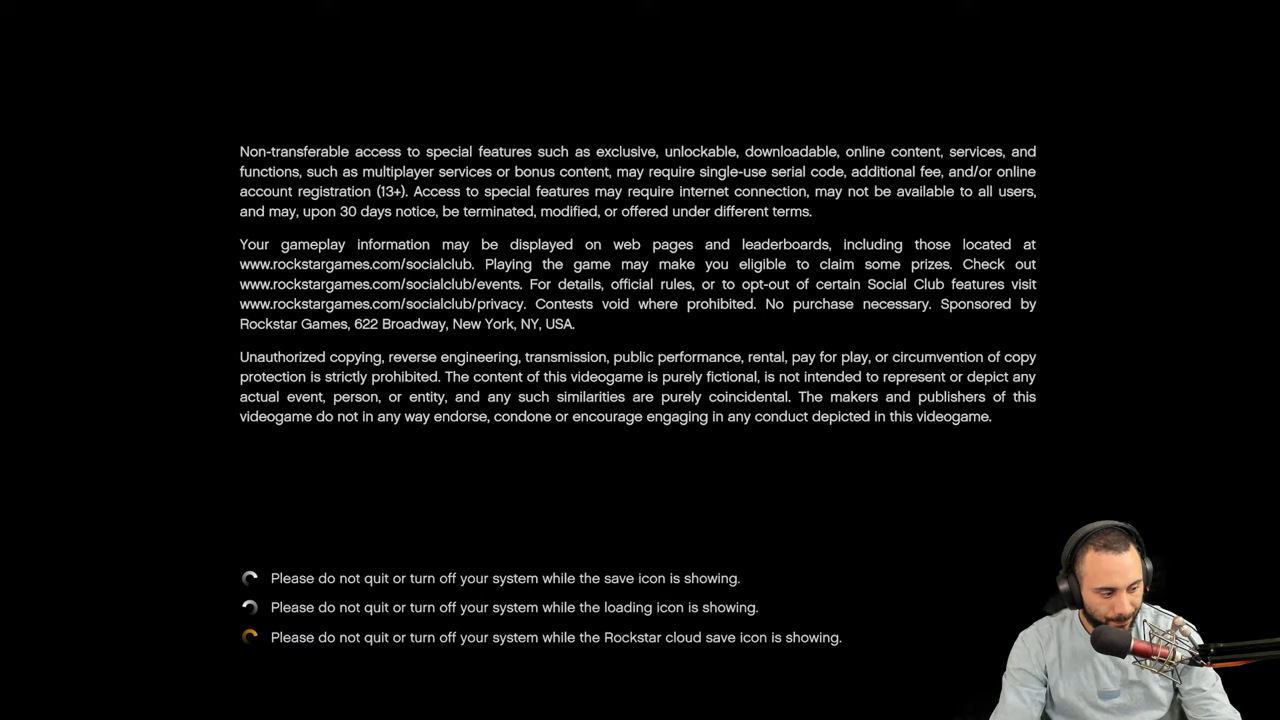 Non-transferable access to special features such as exclusive, unlockable, downloadable, online content, services, and
functions, such as multiplayer services or bonus content, may require single-use serial code, additional fee, and/or online
account registration (13+). Access to special features may require internet connection, may not be available to all users,
and may, upon 30 days notice, be terminated, modified, or offered under different terms.
Your gameplay information may be displayed on web pages and leaderboards, including those located at
www.rockstargames.com/socialclub. Playing the game may make you eligible to claim some prizes. Check out
www.rockstargames.com/socialclub/events. For details, official rules, or to opt-out of certain Social Club features visit
www.rockstargames.com/socialclub/privacy. Contests void where prohibited. No purchase necessary. Sponsored by
Rockstar Games, 622 Broadway, New York, NY, USA.
Unauthorized copying, reverse engineering, transmission, public performance, rental, pay for play, or circumvention of copy
protection is strictly prohibited. The content of this videogame is purely fictional, is not intended to represent or depict any
actual event, person, or entity, and any such similarities are purely coincidental. The makers and publishers of this
videogame do not in any way endorse, condone or encourage engaging in any conduct depicted in this videogame.
Please do not quit or turn off your system while the save icon is showing.
Please do not quit or turn off your system while the loading icon is showing.
Please do not quit or turn off your system while the Rockstar cloud save icon is showing.